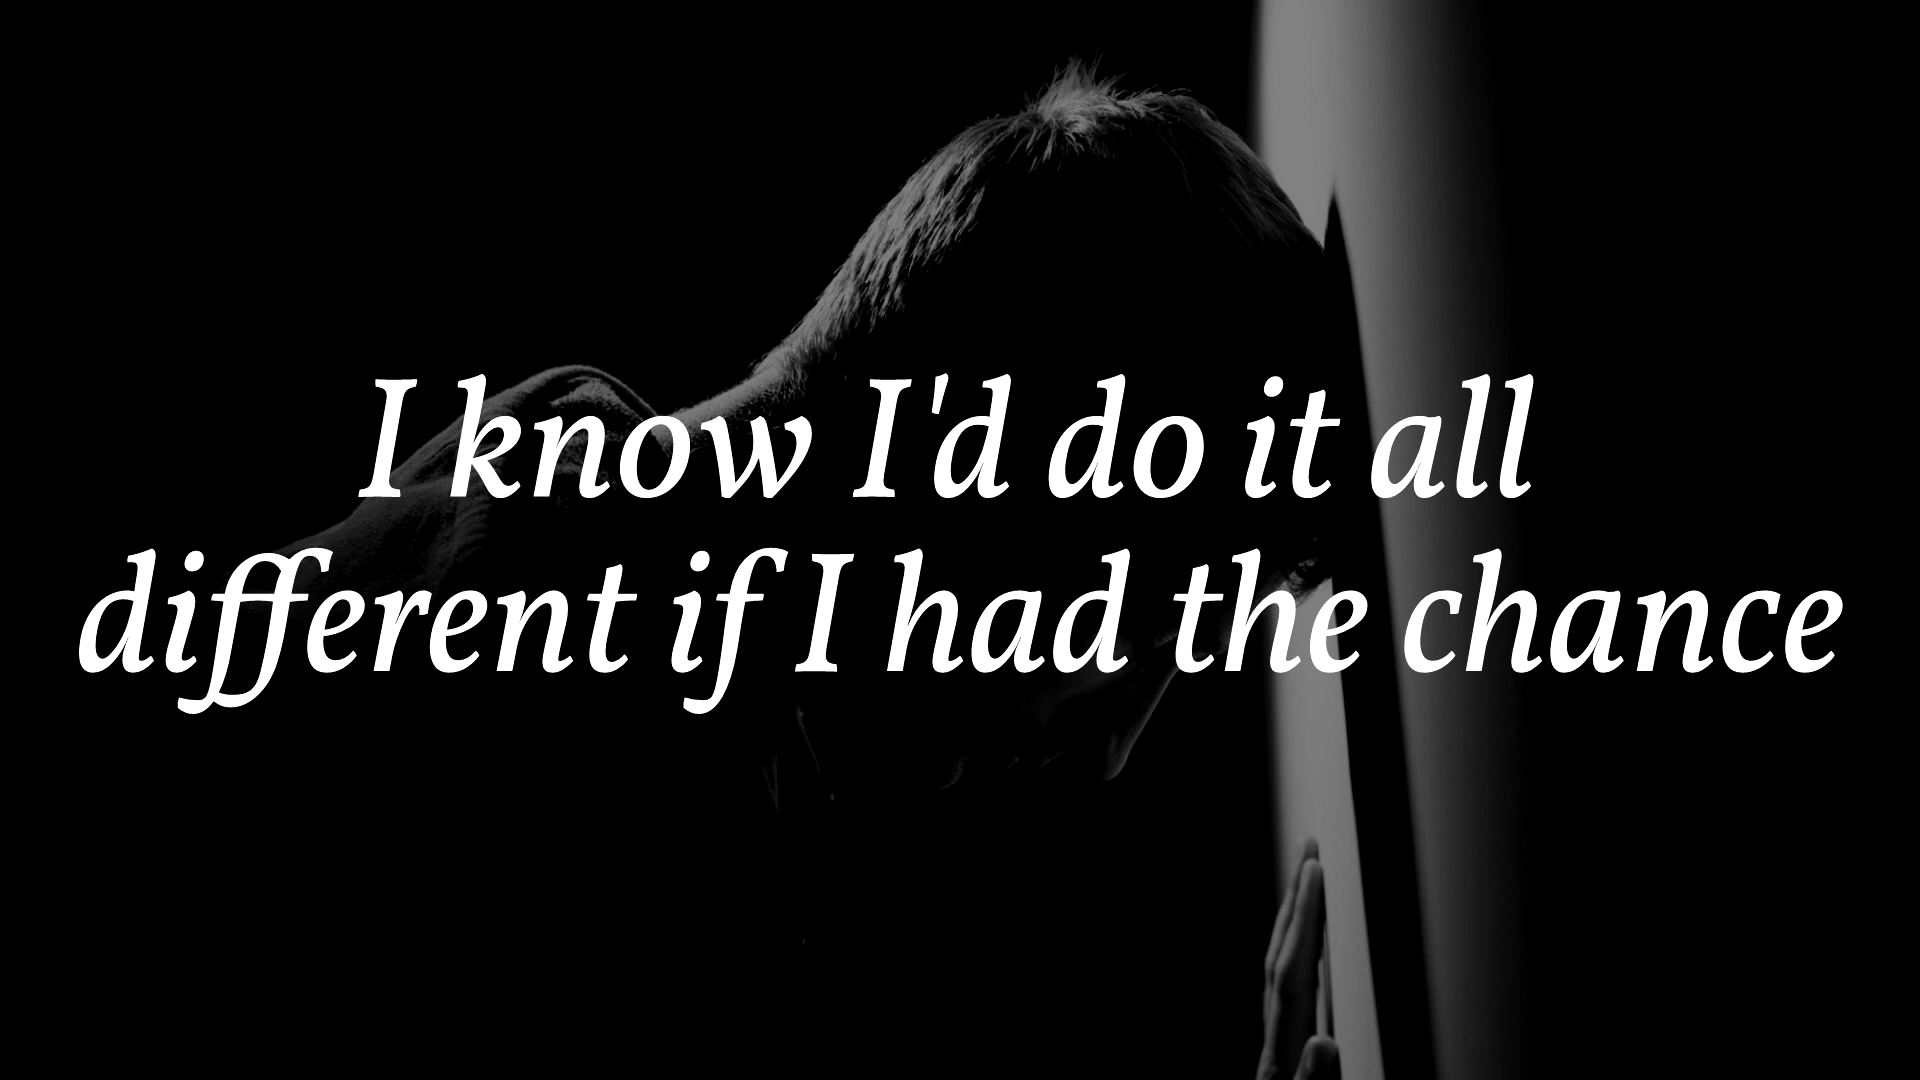 I know I'd do it all
different if I had the chance